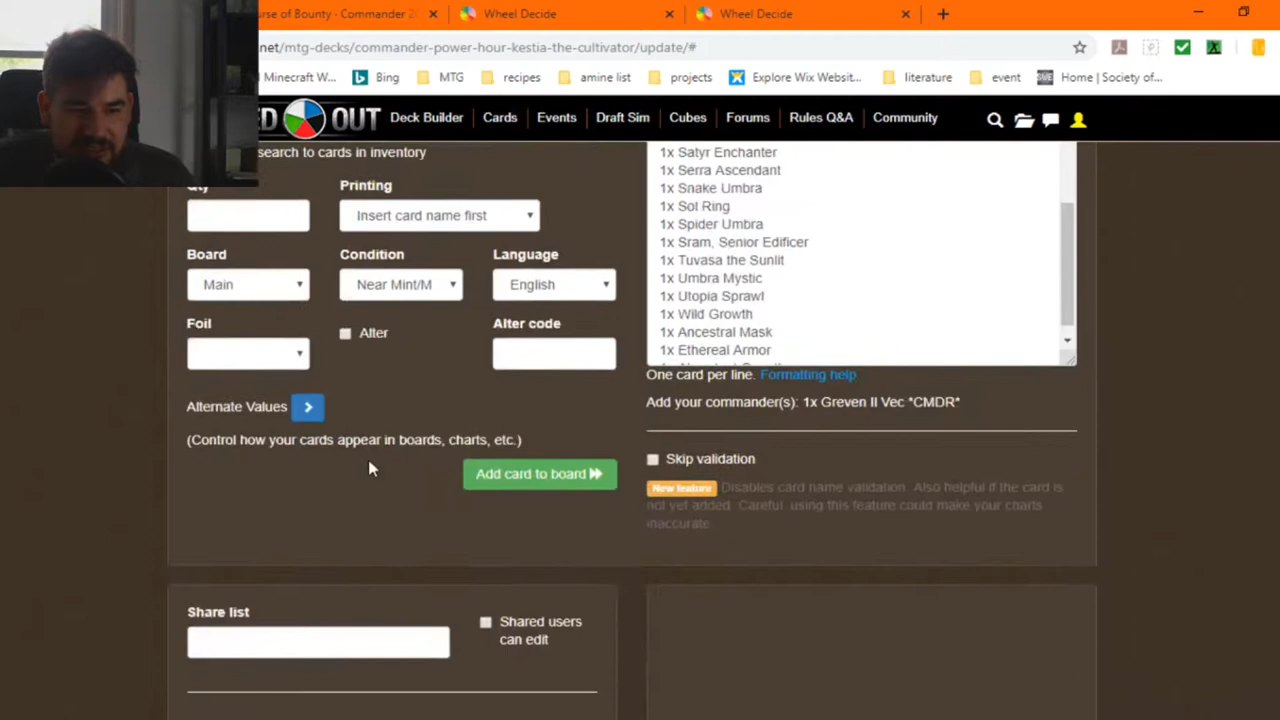 urse of Bounty - Commander 2
Wheel Decide
Wheel Decide
net/mtg-decks/commander-power-hour-kestia-the-cultivator/update/#
Minecraft W...
Bing
MTG
recipes
amine list
projects
Explore Wix Websit...
literature
event
Home | Society of...
ED OUT
Deck Builder
Cards
Events
Draft Sim
Cubes
Forums
Rules Q&A
Community
search to cards in inventory
Qty
Printing
Insert card name first
Board
Condition
Language
Main
Near Mint/M
English
Foil
Alter
Alter code
Alternate Values
(Control how your cards appear in boards, charts, etc.)
Add card to board
1x Satyr Enchanter
1x Serra Ascendant
1x Snake Umbra
1x Sol Ring
1x Spider Umbra
1x Sram, Senior Edificer
1x Tuvasa the Sunlit
1x Umbra Mystic
1x Utopia Sprawl
1x Wild Growth
1x Ancestral Mask
1x Ethereal Armor
One card per line. Formatting help
Add your commander(s): 1x Greven Il Vec *CMDR*
Skip validation
New feature Disables card name validation. Also helpful if the card is
not yet added. Careful, using this feature could make your charts
inaccurate
Share list
Shared users
can edit